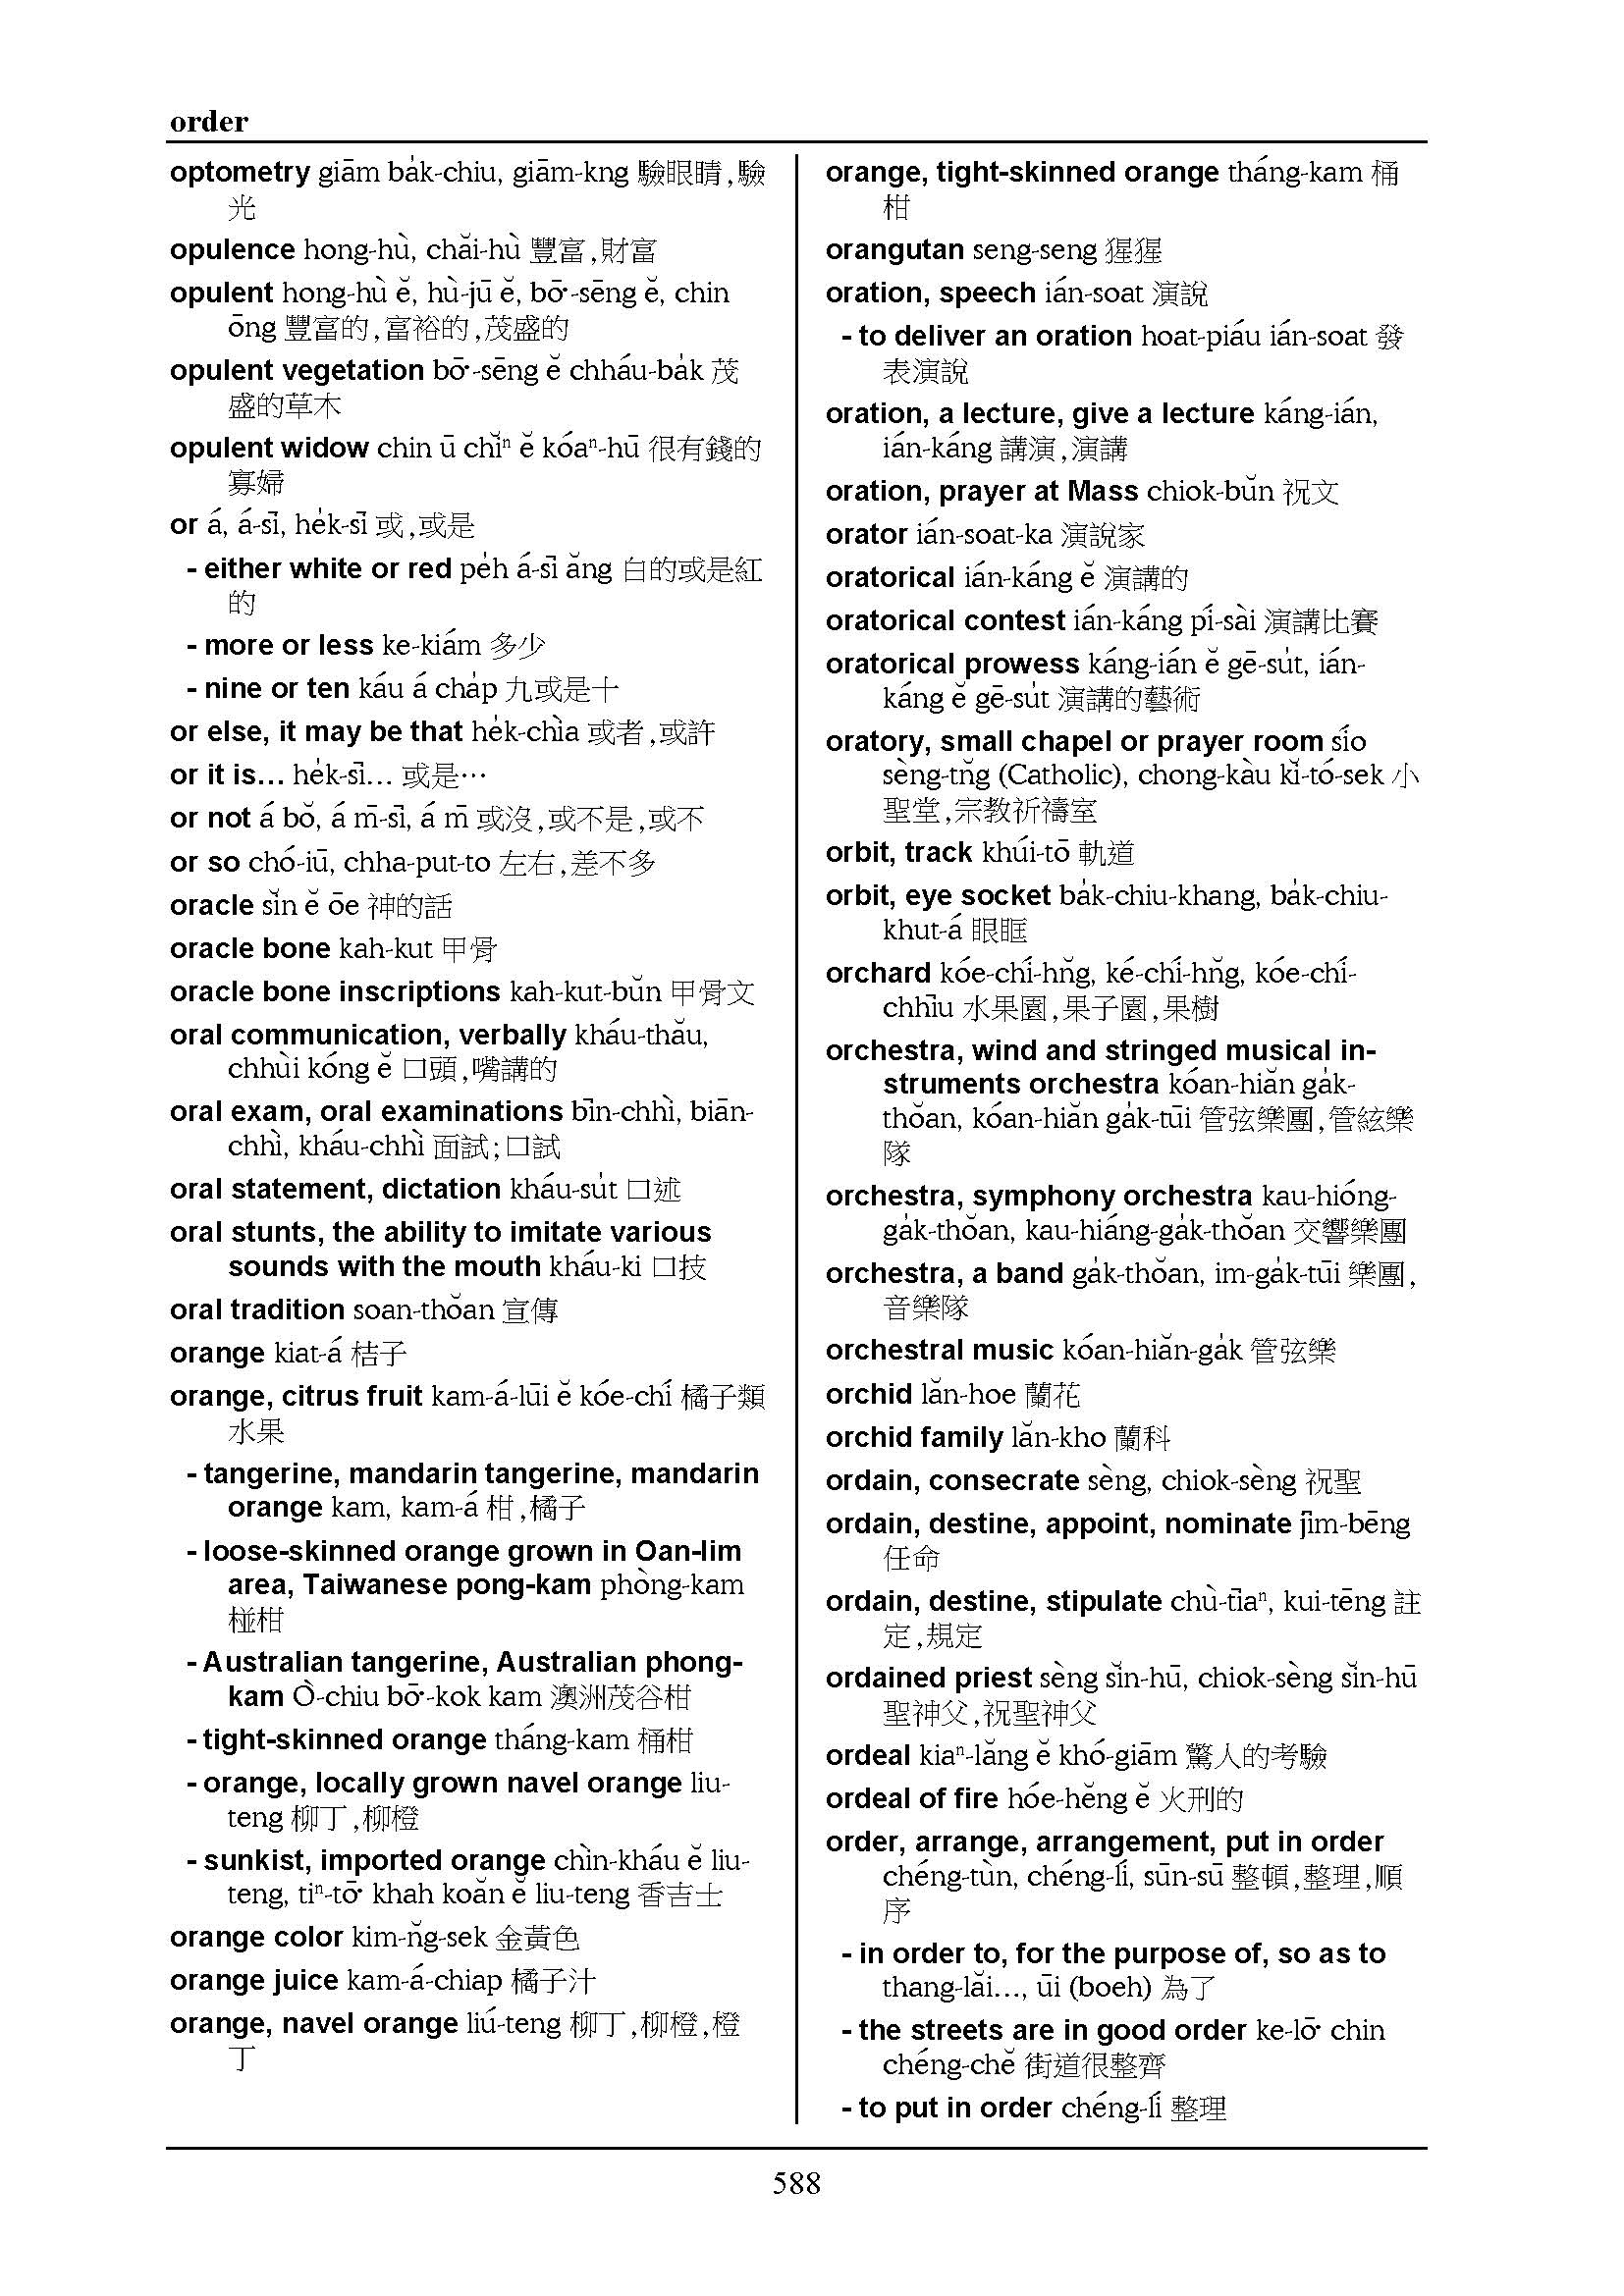 order
optometry giām ba̍k-chiu, giām-kng 驗眼睛,驗
光
opulence hong-hù, chăi-hù 豐富,財富
opulent hong-hù ĕ, hù-jū ĕ, bō·-sēng ĕ, chin
ōng 豐富的,富裕的,茂盛的
opulent vegetation bō·-sēng ĕ chháu-ba̍k 茂
盛的草木
opulent widow chin ū chĭⁿ ĕ kóaⁿ-hū 很有錢的
寡婦
or á, á-sī, he̍k-sī 或,或是
- either white or red pe̍h á-sī ăng 白的或是紅
的
- more or less ke-kiám 多少
- nine or ten káu á cha̍p 九或是十
or else, it may be that he̍k-chìa 或者,或許
or it is... he̍k-sī... 或是…
or not á bŏ, á m̄-sī, á m̄ 或沒,或不是,或不
or so chó-iū, chha-put-to 左右,差不多
oracle sĭn ĕ ōe 神的話
oracle bone kah-kut 甲骨
oracle bone inscriptions kah-kut-bŭn 甲骨文
oral communication, verbally kháu-thău,
chhùi kóng ĕ 口頭,嘴講的
oral exam, oral examinations bīn-chhì, biān-
chhì, kháu-chhì 面試;口試
oral statement, dictation kháu-su̍t 口述
oral stunts, the ability to imitate various
sounds with the mouth kháu-ki 口技
oral tradition soan-thŏan 宣傳
orange kiat-á 桔子
orange, citrus fruit kam-á-lūi ĕ kóe-chí 橘子類
水果
- tangerine, mandarin tangerine, mandarin
orange kam, kam-á 柑,橘子
- loose-skinned orange grown in Oan-lim
area, Taiwanese pong-kam phòng-kam
椪柑
- Australian tangerine, Australian phong-
kam Ò-chiu bō·-kok kam 澳洲茂谷柑
- tight-skinned orange tháng-kam 桶柑
- orange, locally grown navel orange liu-
teng 柳丁,柳橙
- sunkist, imported orange chìn-kháu ĕ liu-
teng, tiⁿ-tō· khah koăn ĕ liu-teng 香吉士
orange color kim-n̆g-sek 金黃色
orange juice kam-á-chiap 橘子汁
orange, navel orange liú-teng 柳丁,柳橙,橙
丁
orange, tight-skinned orange tháng-kam 桶
柑
orangutan seng-seng 猩猩
oration, speech ián-soat 演說
- to deliver an oration hoat-piáu ián-soat 發
表演說
oration, a lecture, give a lecture káng-ián,
ián-káng 講演,演講
oration, prayer at Mass chiok-bŭn 祝文
orator ián-soat-ka 演說家
oratorical ián-káng ĕ 演講的
oratorical contest ián-káng pí-sài 演講比賽
oratorical prowess káng-ián ĕ gē-su̍t, ián-
káng ĕ gē-su̍t 演講的藝術
oratory, small chapel or prayer room sío
sèng-tn̆g (Catholic), chong-kàu kĭ-tó-sek 小
聖堂,宗教祈禱室
orbit, track khúi-tō 軌道
orbit, eye socket ba̍k-chiu-khang, ba̍k-chiu-
khut-á 眼眶
orchard kóe-chí-hn̆g, ké-chí-hn̆g, kóe-chí-
chhīu 水果園,果子園,果樹
orchestra, wind and stringed musical in-
struments orchestra kóan-hiăn ga̍k-
thŏan, kóan-hiăn ga̍k-tūi 管弦樂團,管絃樂
隊
orchestra, symphony orchestra kau-hióng-
ga̍k-thŏan, kau-hiáng-ga̍k-thŏan 交響樂團
orchestra, a band ga̍k-thŏan, im-ga̍k-tūi 樂團,
音樂隊
orchestral music kóan-hiăn-ga̍k 管弦樂
orchid lăn-hoe 蘭花
orchid family lăn-kho 蘭科
ordain, consecrate sèng, chiok-sèng 祝聖
ordain, destine, appoint, nominate jīm-bēng
任命
ordain, destine, stipulate chù-tīaⁿ, kui-tēng 註
定,規定
ordained priest sèng sĭn-hū, chiok-sèng sĭn-hū
聖神父,祝聖神父
ordeal kiaⁿ-lăng ĕ khó-giām 驚人的考驗
ordeal of fire hóe-hĕng ĕ 火刑的
order, arrange, arrangement, put in order
chéng-tùn, chéng-lí, sūn-sū 整頓,整理,順
序
- in order to, for the purpose of, so as to
thang-lăi..., ūi (boeh) 為了
- the streets are in good order ke-lō· chin
chéng-chĕ 街道很整齊
- to put in order chéng-lí 整理
588